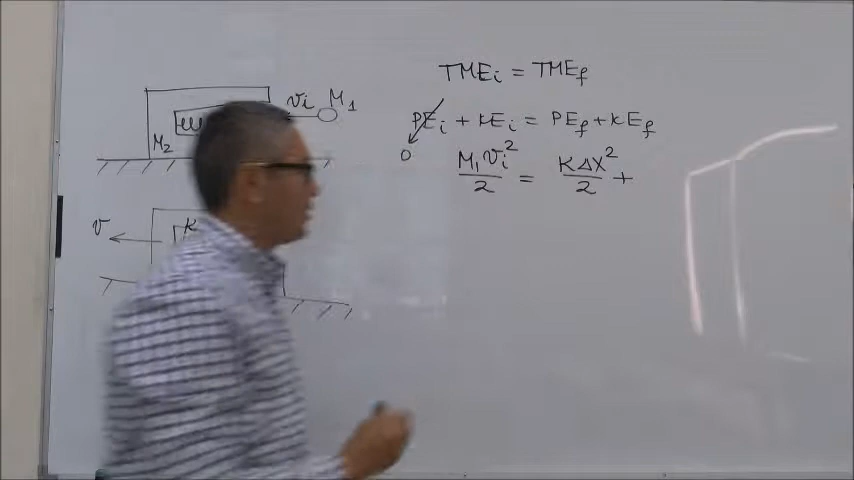 TMEi = TMEf
vi M1
PEi + KEi = PEf + KEf
0
M2
M1vi²/2 = KΔX²/2 +
v
K